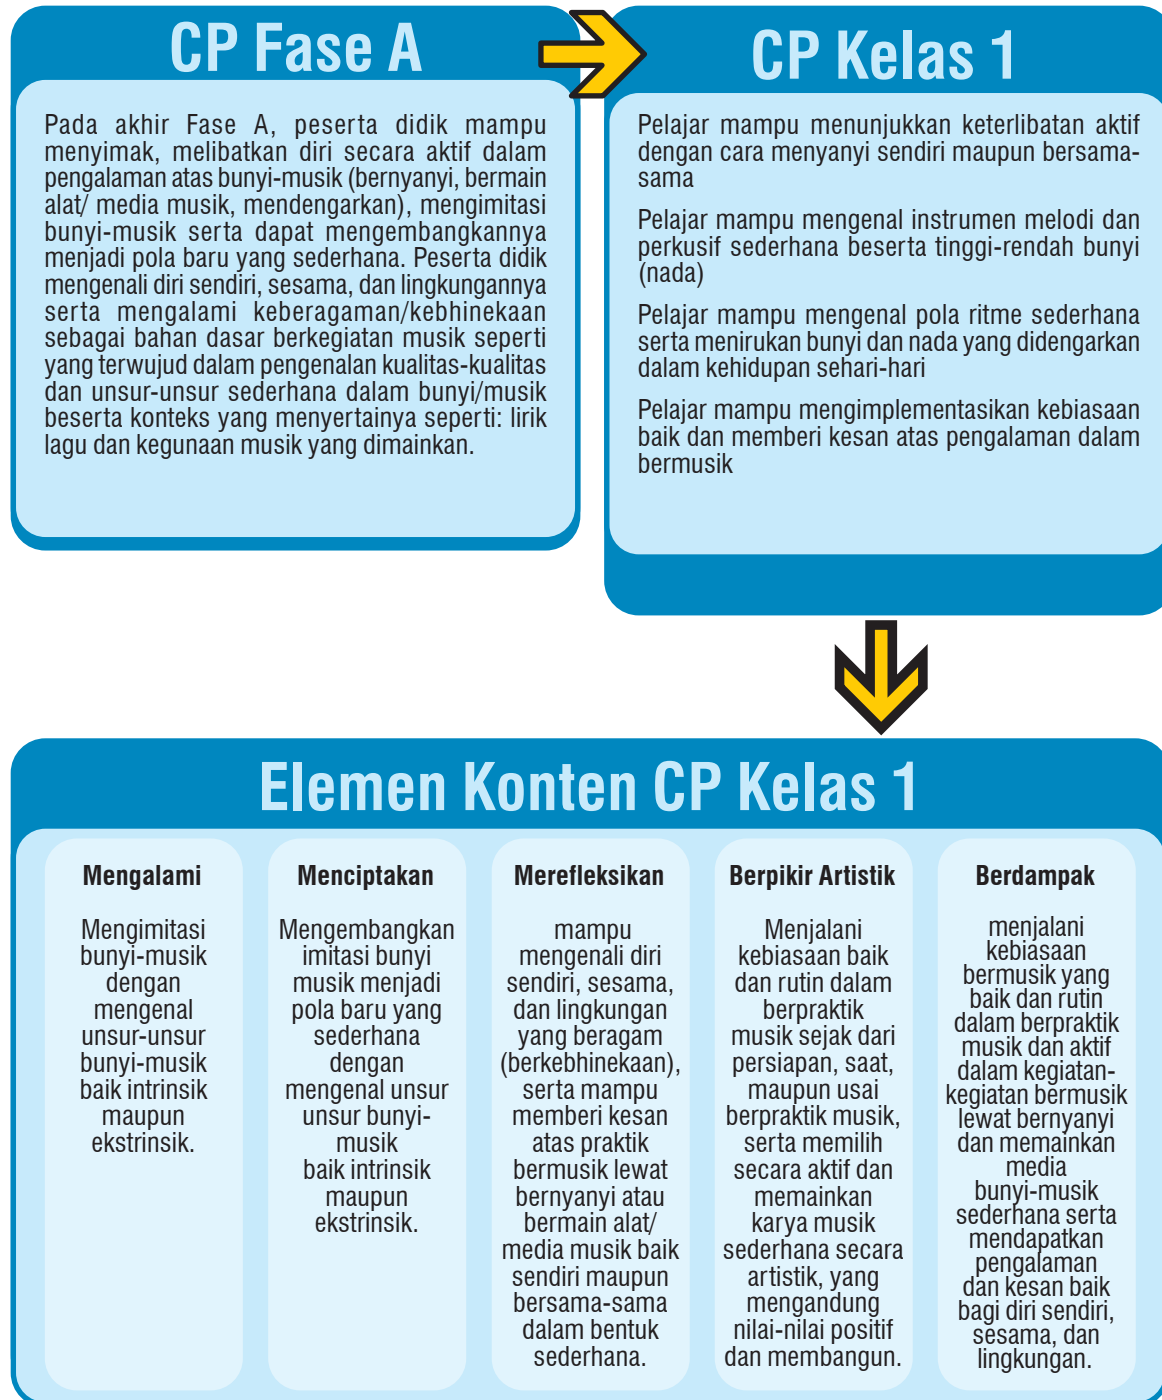 CP Fase A
Pada akhir Fase A, peserta didik mampu
menyimak, melibatkan diri secara aktif dalam
pengalaman atas bunyi-musik (bernyanyi, bermain
alat/ media musik, mendengarkan), mengimitasi
bunyi-musik serta dapat mengembangkannya
menjadi pola baru yang sederhana. Peserta didik
mengenali diri sendiri, sesama, dan lingkungannya
serta mengalami keberagaman/kebhinekaan
sebagai bahan dasar berkegiatan musik seperti
yang terwujud dalam pengenalan kualitas-kualitas
dan unsur-unsur sederhana dalam bunyi/musik
beserta konteks yang menyertainya seperti: lirik
lagu dan kegunaan musik yang dimainkan.
CP Kelas 1
Pelajar mampu menunjukkan keterlibatan aktif
dengan cara menyanyi sendiri maupun bersama-
sama
Pelajar mampu mengenal instrumen melodi dan
perkusif sederhana beserta tinggi-rendah bunyi
(nada)
Pelajar mampu mengenal pola ritme sederhana
serta menirukan bunyi dan nada yang didengarkan
dalam kehidupan sehari-hari
Pelajar mampu mengimplementasikan kebiasaan
baik dan memberi kesan atas pengalaman dalam
bermusik
Elemen Konten CP Kelas 1
Mengalami
Mengimitasi
bunyi-musik
dengan
mengenal
unsur-unsur
bunyi-musik
baik intrinsik
maupun
ekstrinsik.
Menciptakan
Mengembangkan
imitasi bunyi
musik menjadi
pola baru yang
sederhana
dengan
mengenal unsur
unsur bunyi-
musik
baik intrinsik
maupun
ekstrinsik.
Merefleksikan
mampu
mengenali diri
sendiri, sesama,
dan lingkungan
yang beragam
(berkebhinekaan),
serta mampu
memberi kesan
atas praktik
bermusik lewat
bernyanyi atau
bermain alat/
media musik baik
sendiri maupun
bersama-sama
dalam bentuk
sederhana.
Berpikir Artistik
Menjalani
kebiasaan baik
dan rutin dalam
berpraktik
musik sejak dari
persiapan, saat,
maupun usai
berpraktik musik,
serta memilih
secara aktif dan
memainkan
karya musik
sederhana secara
artistik, yang
mengandung
nilai-nilai positif
dan membangun.
Berdampak
menjalani
kebiasaan
bermusik yang
baik dan rutin
dalam berpraktik
musik dan aktif
dalam kegiatan-
kegiatan bermusik
lewat bernyanyi
dan memainkan
media
bunyi-musik
sederhana serta
mendapatkan
pengalaman
dan kesan baik
bagi diri sendiri,
sesama, dan
lingkungan.